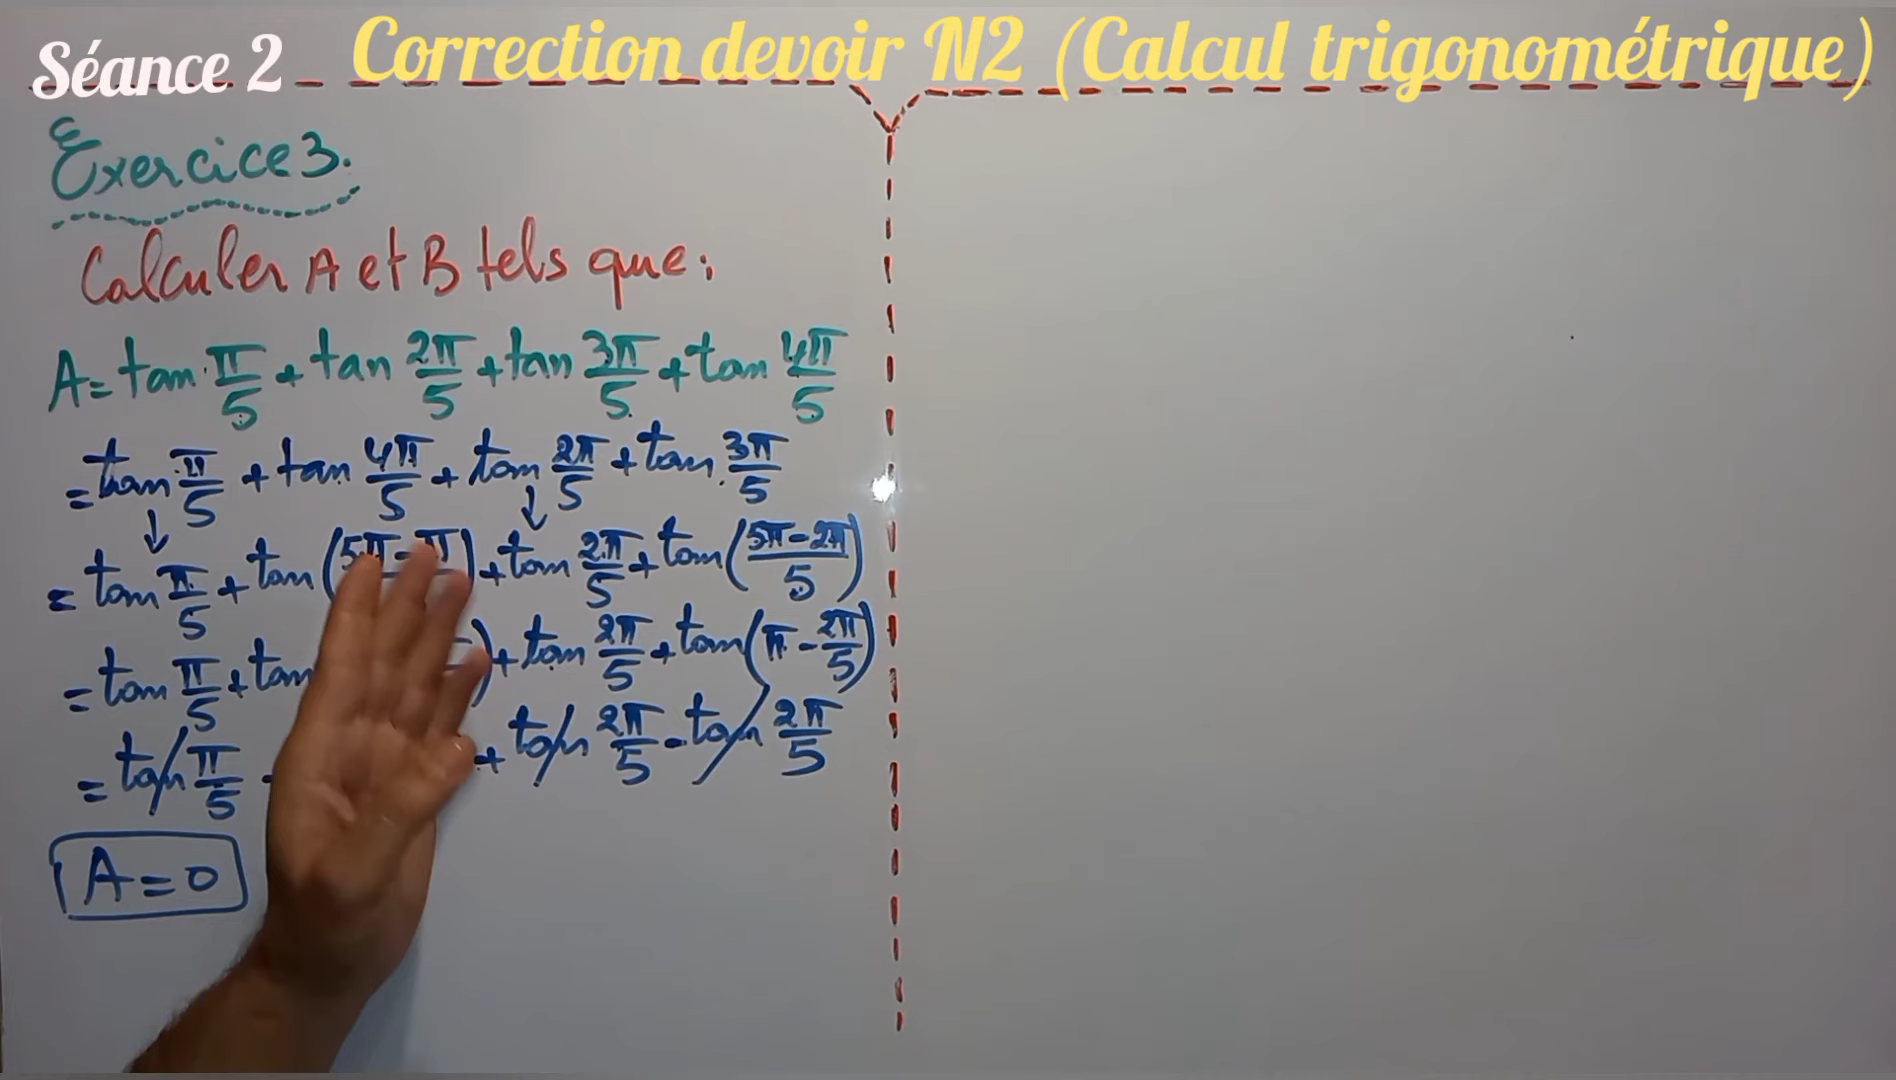 Séance 2 Correction devoir N2 (Calcul trigonométrique)
Exercice 3.
Calculer A et B tels que:
A = tan π/5 + tan 2π/5 + tan 3π/5 + tan 4π/5
= tan π/5 + tan 4π/5 + tan 2π/5 + tan 3π/5
↓ ↓
= tan π/5 + tan (5π-π ) + tan 2π/5 + tan (5π-2π/5)
= tan π/5 + tan ) + tan 2π/5 + tan (π - 2π/5)
= tan π/5 - + tan 2π/5 - tan 2π/5
A = 0